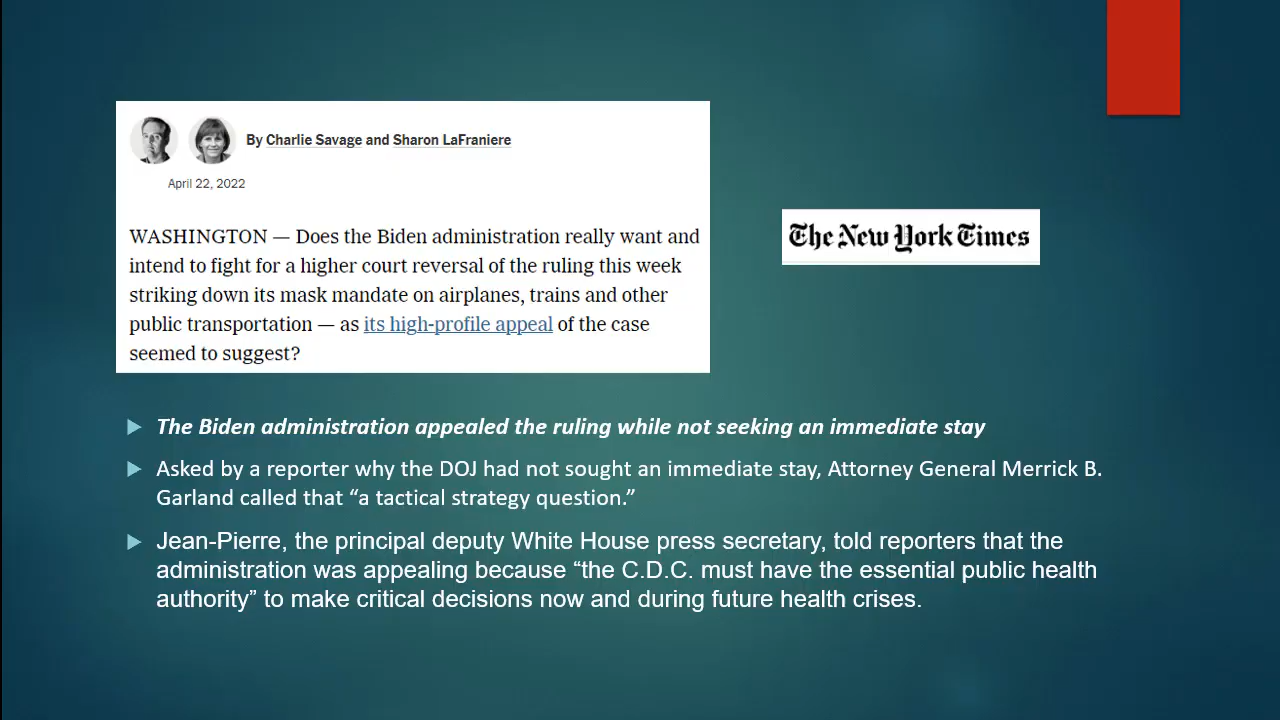 By Charlie Savage and Sharon LaFraniere
April 22, 2022
WASHINGTON — Does the Biden administration really want and
intend to fight for a higher court reversal of the ruling this week
striking down its mask mandate on airplanes, trains and other
public transportation — as its high-profile appeal of the case
seemed to suggest?
The New York Times
The Biden administration appealed the ruling while not seeking an immediate stay
Asked by a reporter why the DOJ had not sought an immediate stay, Attorney General Merrick B.
Garland called that “a tactical strategy question.”
Jean-Pierre, the principal deputy White House press secretary, told reporters that the
administration was appealing because “the C.D.C. must have the essential public health
authority” to make critical decisions now and during future health crises.